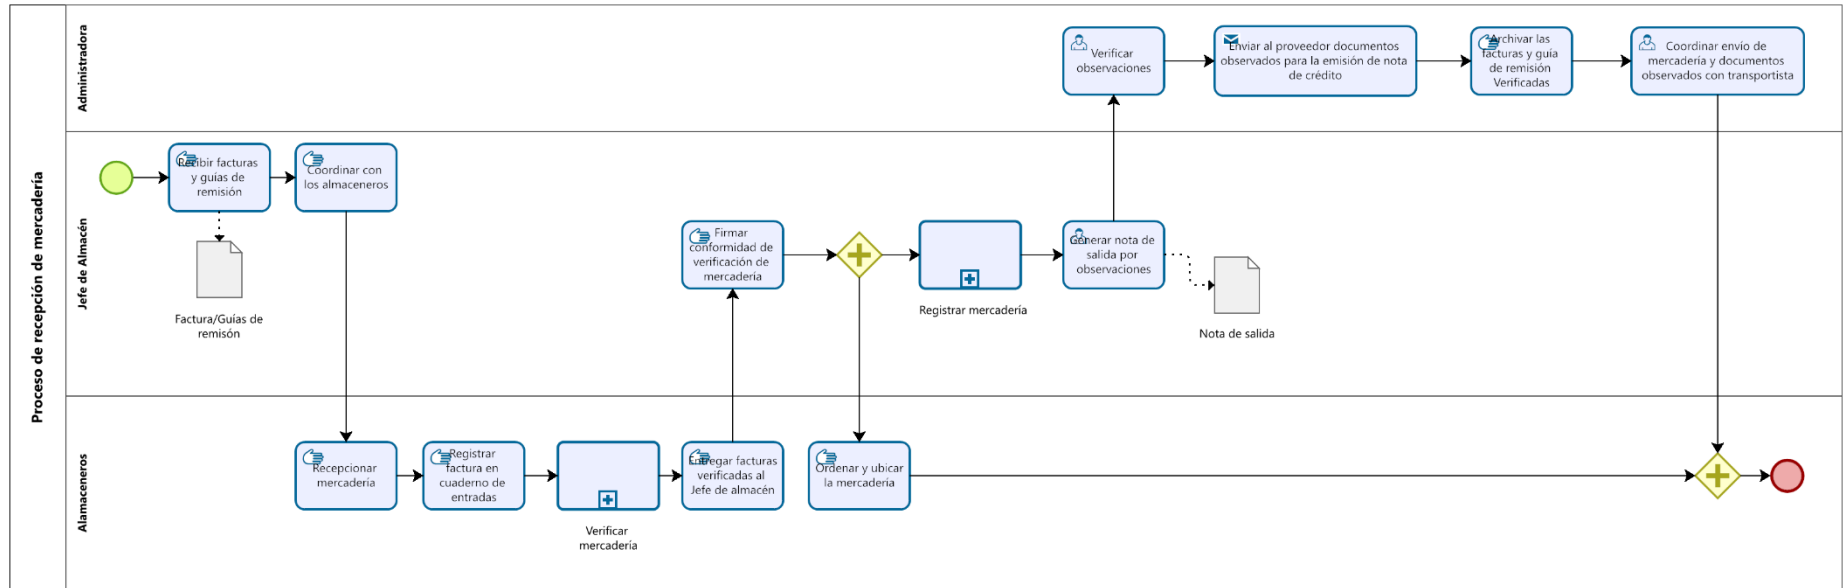 Proceso de recepción de mercadería
Administradora
Verificar
observaciones
Enviar al proveedor documentos
observados para la emisión de nota
de crédito
Archivar las
facturas y guía
de remisión
Verificadas
Coordinar envío de
mercadería y documentos
observados con transportista
Jefe de Almacén
Recibir facturas
y guías de
remisión
Coordinar con
los almaceneros
Factura/Guías de
remisón
Firmar
conformidad de
verificación de
mercadería
Registrar mercadería
Generar nota de
salida por
observaciones
Nota de salida
Alamaceneros
Recepcionar
mercadería
Registrar
factura en
cuaderno de
entradas
Verificar
mercadería
Entregar facturas
verificadas al
Jefe de almacén
Ordenar y ubicar
la mercadería